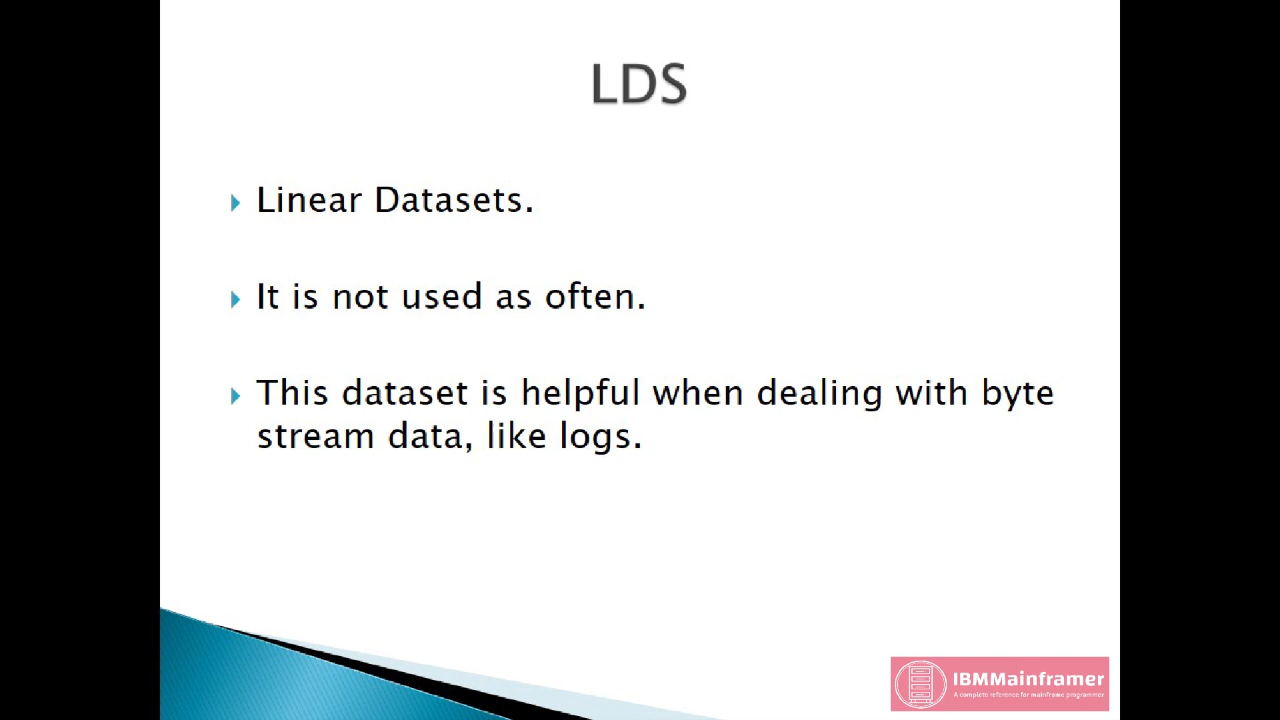 LDS
Linear Datasets.
It is not used as often.
This dataset is helpful when dealing with byte
stream data, like logs.
IBMMainframer
A complete reference for mainframe programmer